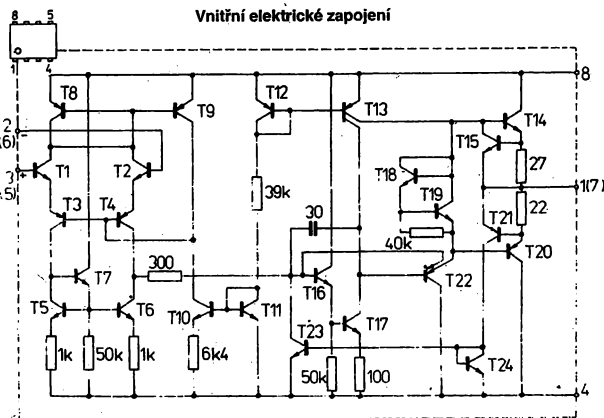 Vnitřní elektrické zapojení
8 5
1 4
8
T8
T9
T12
T13
T14
2
(6)
T15
T1
T2
3
(5)
T18
27
1(7)
T19
39k
T3
T4
30
22
T21
40k
T20
T7
300
T16
T22
T5
T6
T10
T11
T17
T23
T24
1k
50k
1k
6k4
50k
100
4